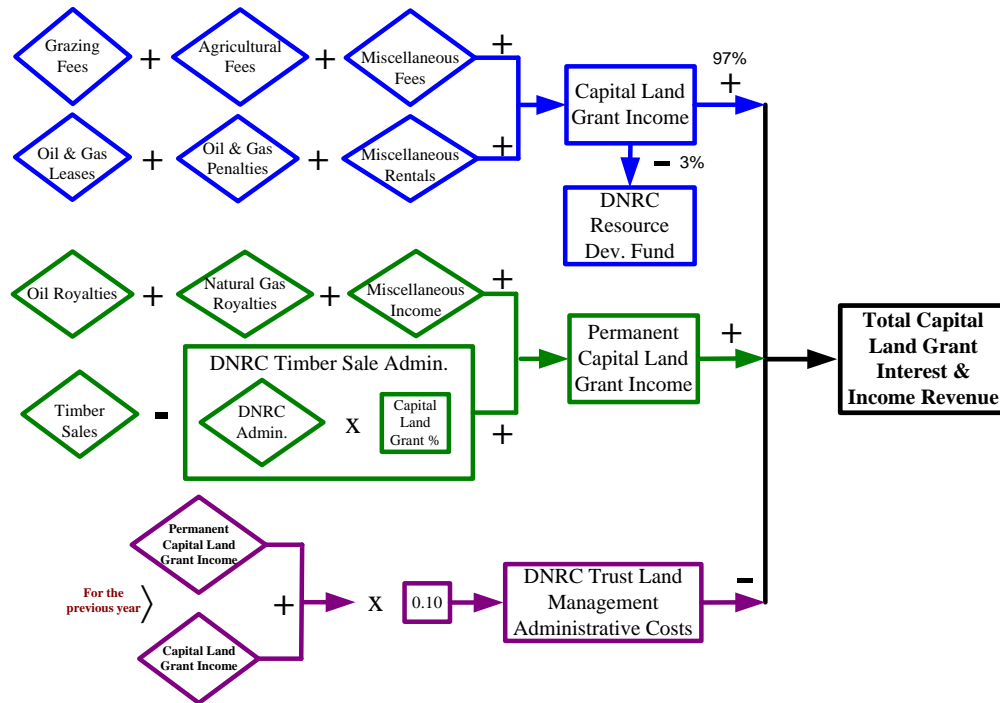 Grazing
Fees
+
Agricultural
Fees
+
Miscellaneous
Fees
+
97%
+
Capital Land
Grant Income
Oil & Gas
Leases
+
Oil & Gas
Penalties
+
Miscellaneous
Rentals
+
- 3%
DNRC
Resource
Dev. Fund
Oil Royalties
+
Natural Gas
Royalties
+
Miscellaneous
Income
+
Permanent
Capital Land
Grant Income
+
Total Capital
Land Grant
Interest &
Income Revenue
Timber
Sales
-
DNRC Timber Sale Admin.
DNRC
Admin.
x
Capital
Land
Grant %
+
Permanent
Capital Land
Grant Income
For the
previous year
+
x
0.10
DNRC Trust Land
Management
Administrative Costs
-
Capital Land
Grant Income